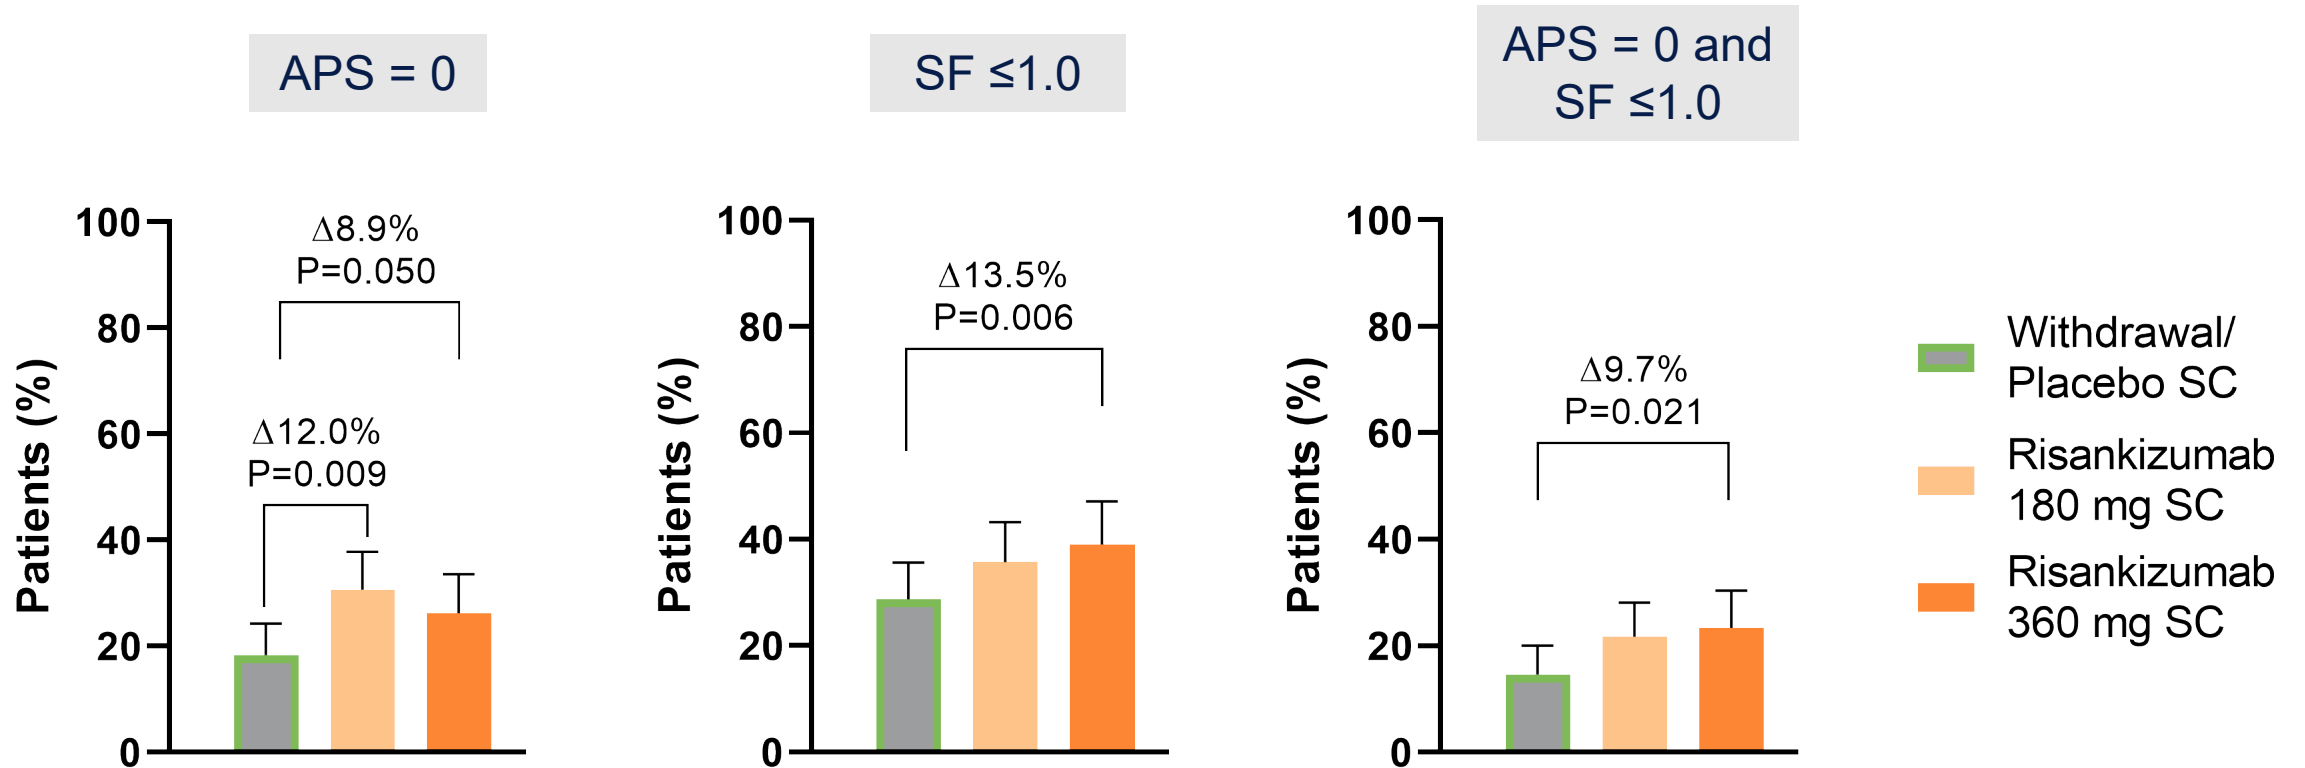 APS = 0
Patients (%)
100
80
60
40
20
0
Δ8.9%
P=0.050
Δ12.0%
P=0.009
SF ≤1.0
Patients (%)
100
80
60
40
20
0
Δ13.5%
P=0.006
APS = 0 and
SF ≤1.0
Patients (%)
100
80
60
40
20
0
Δ9.7%
P=0.021
Withdrawal/
Placebo SC
Risankizumab
180 mg SC
Risankizumab
360 mg SC